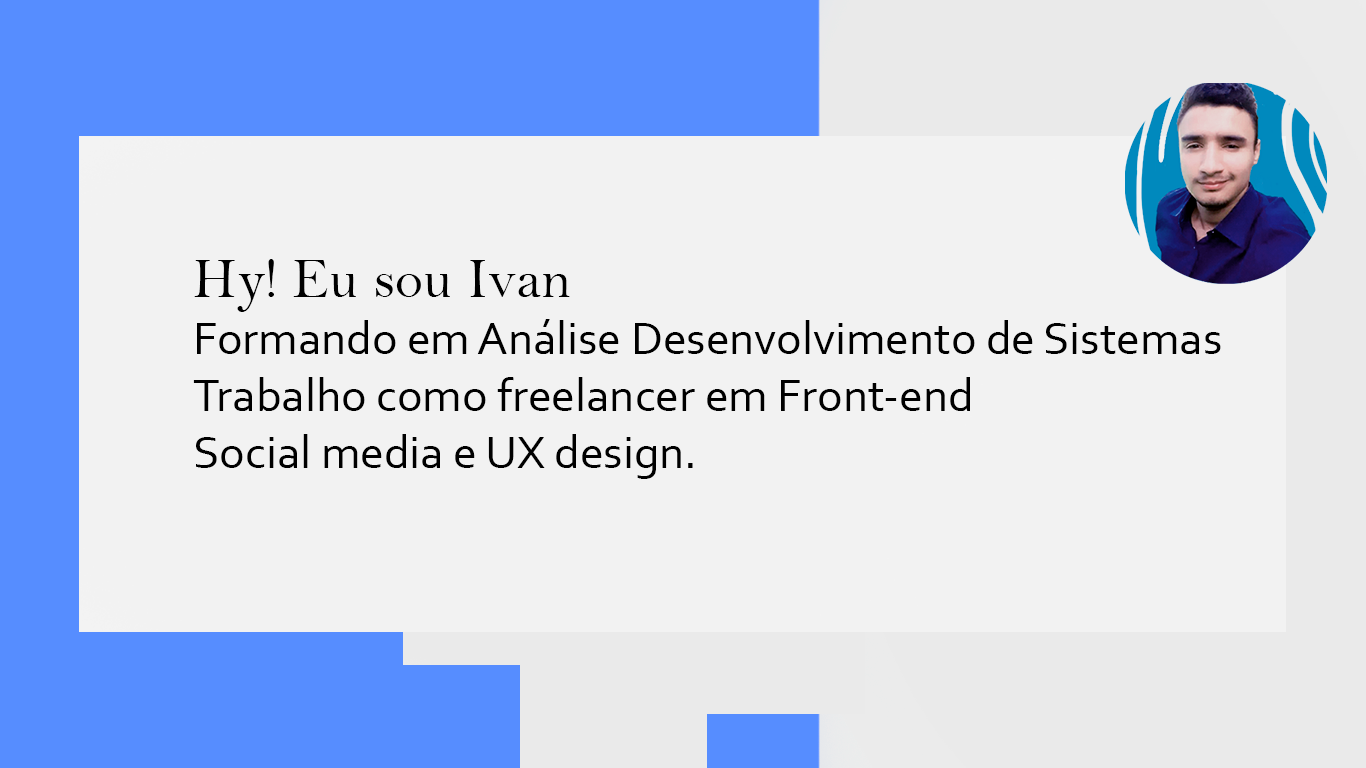 Hy! Eu sou Ivan
Formando em Análise Desenvolvimento de Sistemas
Trabalho como freelancer em Front-end
Social media e UX design.